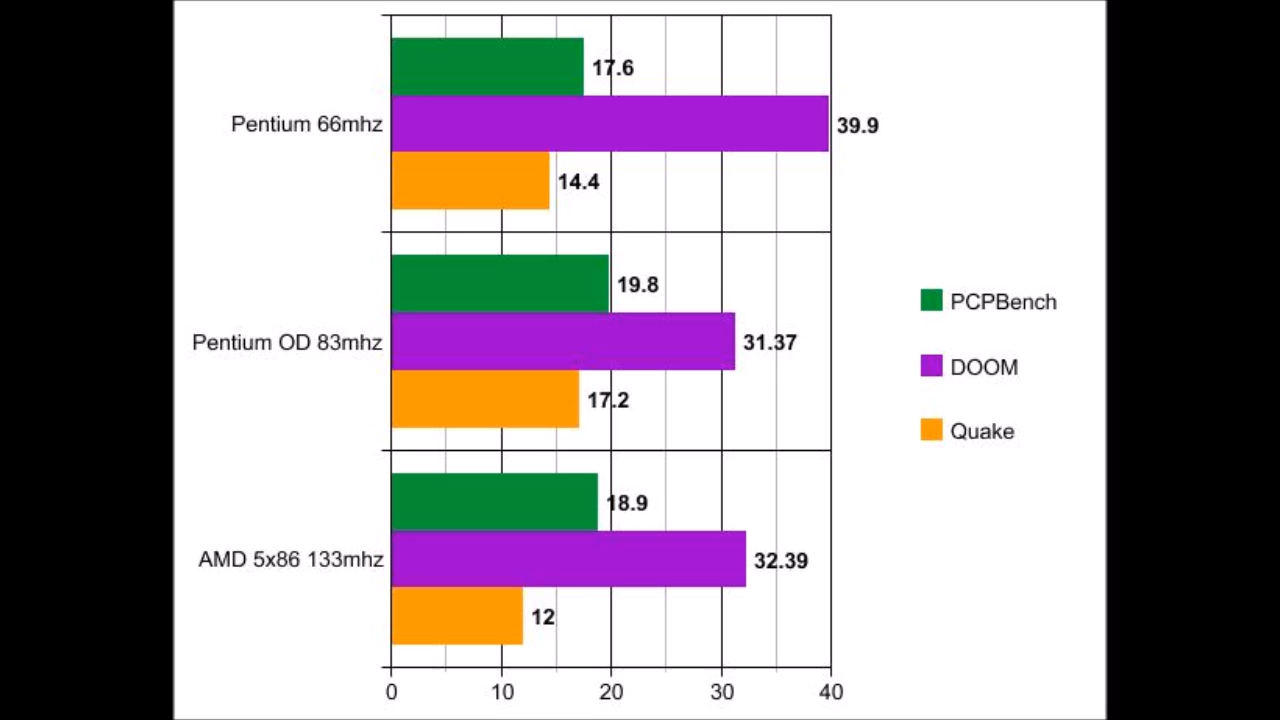 17.6
Pentium 66mhz
39.9
14.4
19.8
PCPBench
Pentium OD 83mhz
31.37
DOOM
17.2
Quake
18.9
AMD 5x86 133mhz
32.39
12
0 10 20 30 40